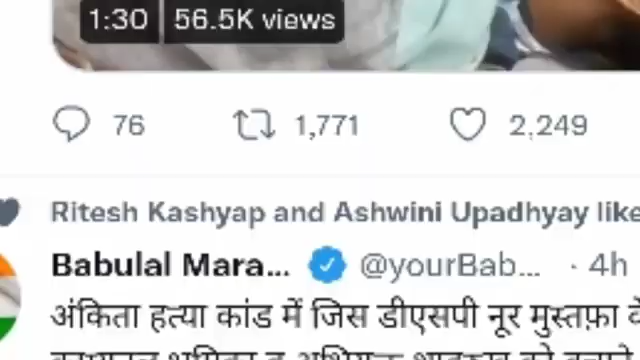 1:30 56.5K views
76 1,771 2,249
Ritesh Kashyap and Ashwini Upadhyay like
Babulal Mara... @yourBab... · 4h
अंकिता हत्या कांड में जिस डीएसपी नूर मुस्तफ़ा के